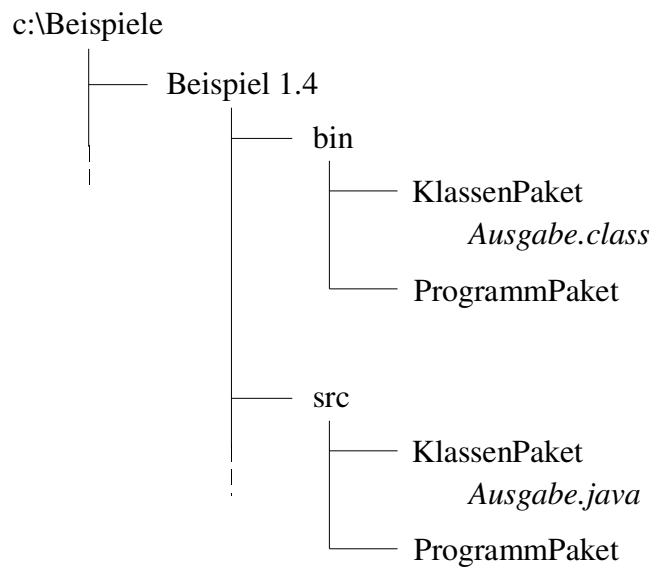 c:\Beispiele
Beispiel 1.4
bin
KlassenPaket
Ausgabe.class
ProgrammPaket
src
KlassenPaket
Ausgabe.java
ProgrammPaket